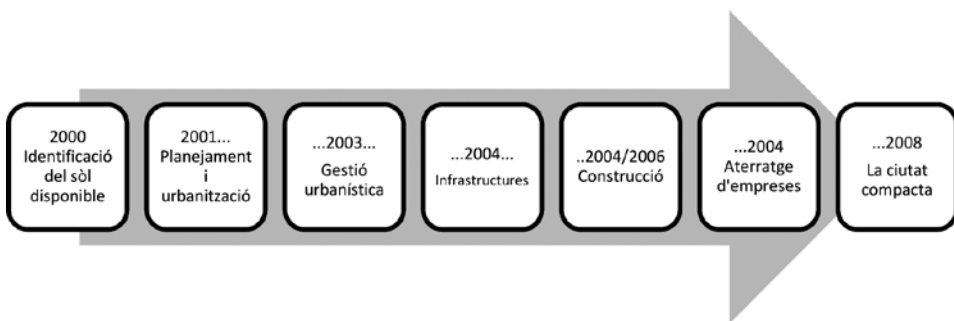 2000
Identificació
del sòl
disponible
2001...
Planejament
i
urbanització
...2003...
Gestió
urbanística
...2004...
Infrastructures
..2004/2006
Construcció
...2004
Aterratge
d'empreses
...2008
La ciutat
compacta